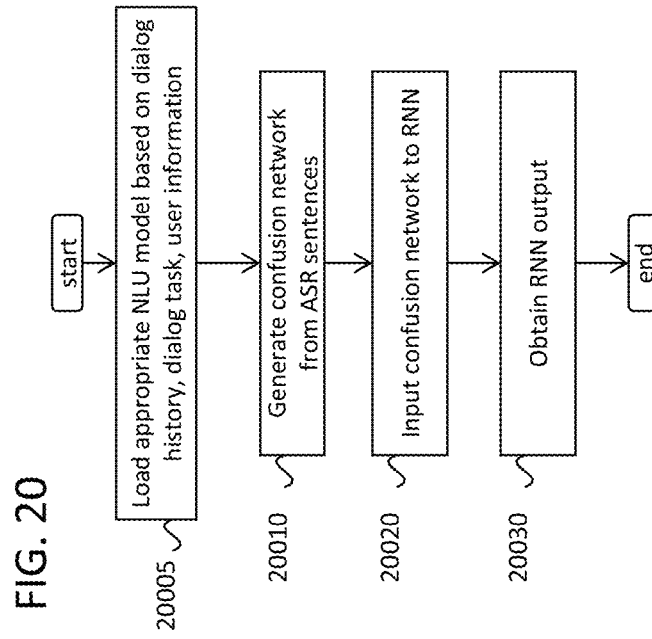 FIG. 20
start
20005
Load appropriate NLU model based on dialog
history, dialog task, user information
20010
Generate confusion network
from ASR sentences
20020
Input confusion network to RNN
20030
Obtain RNN output
end